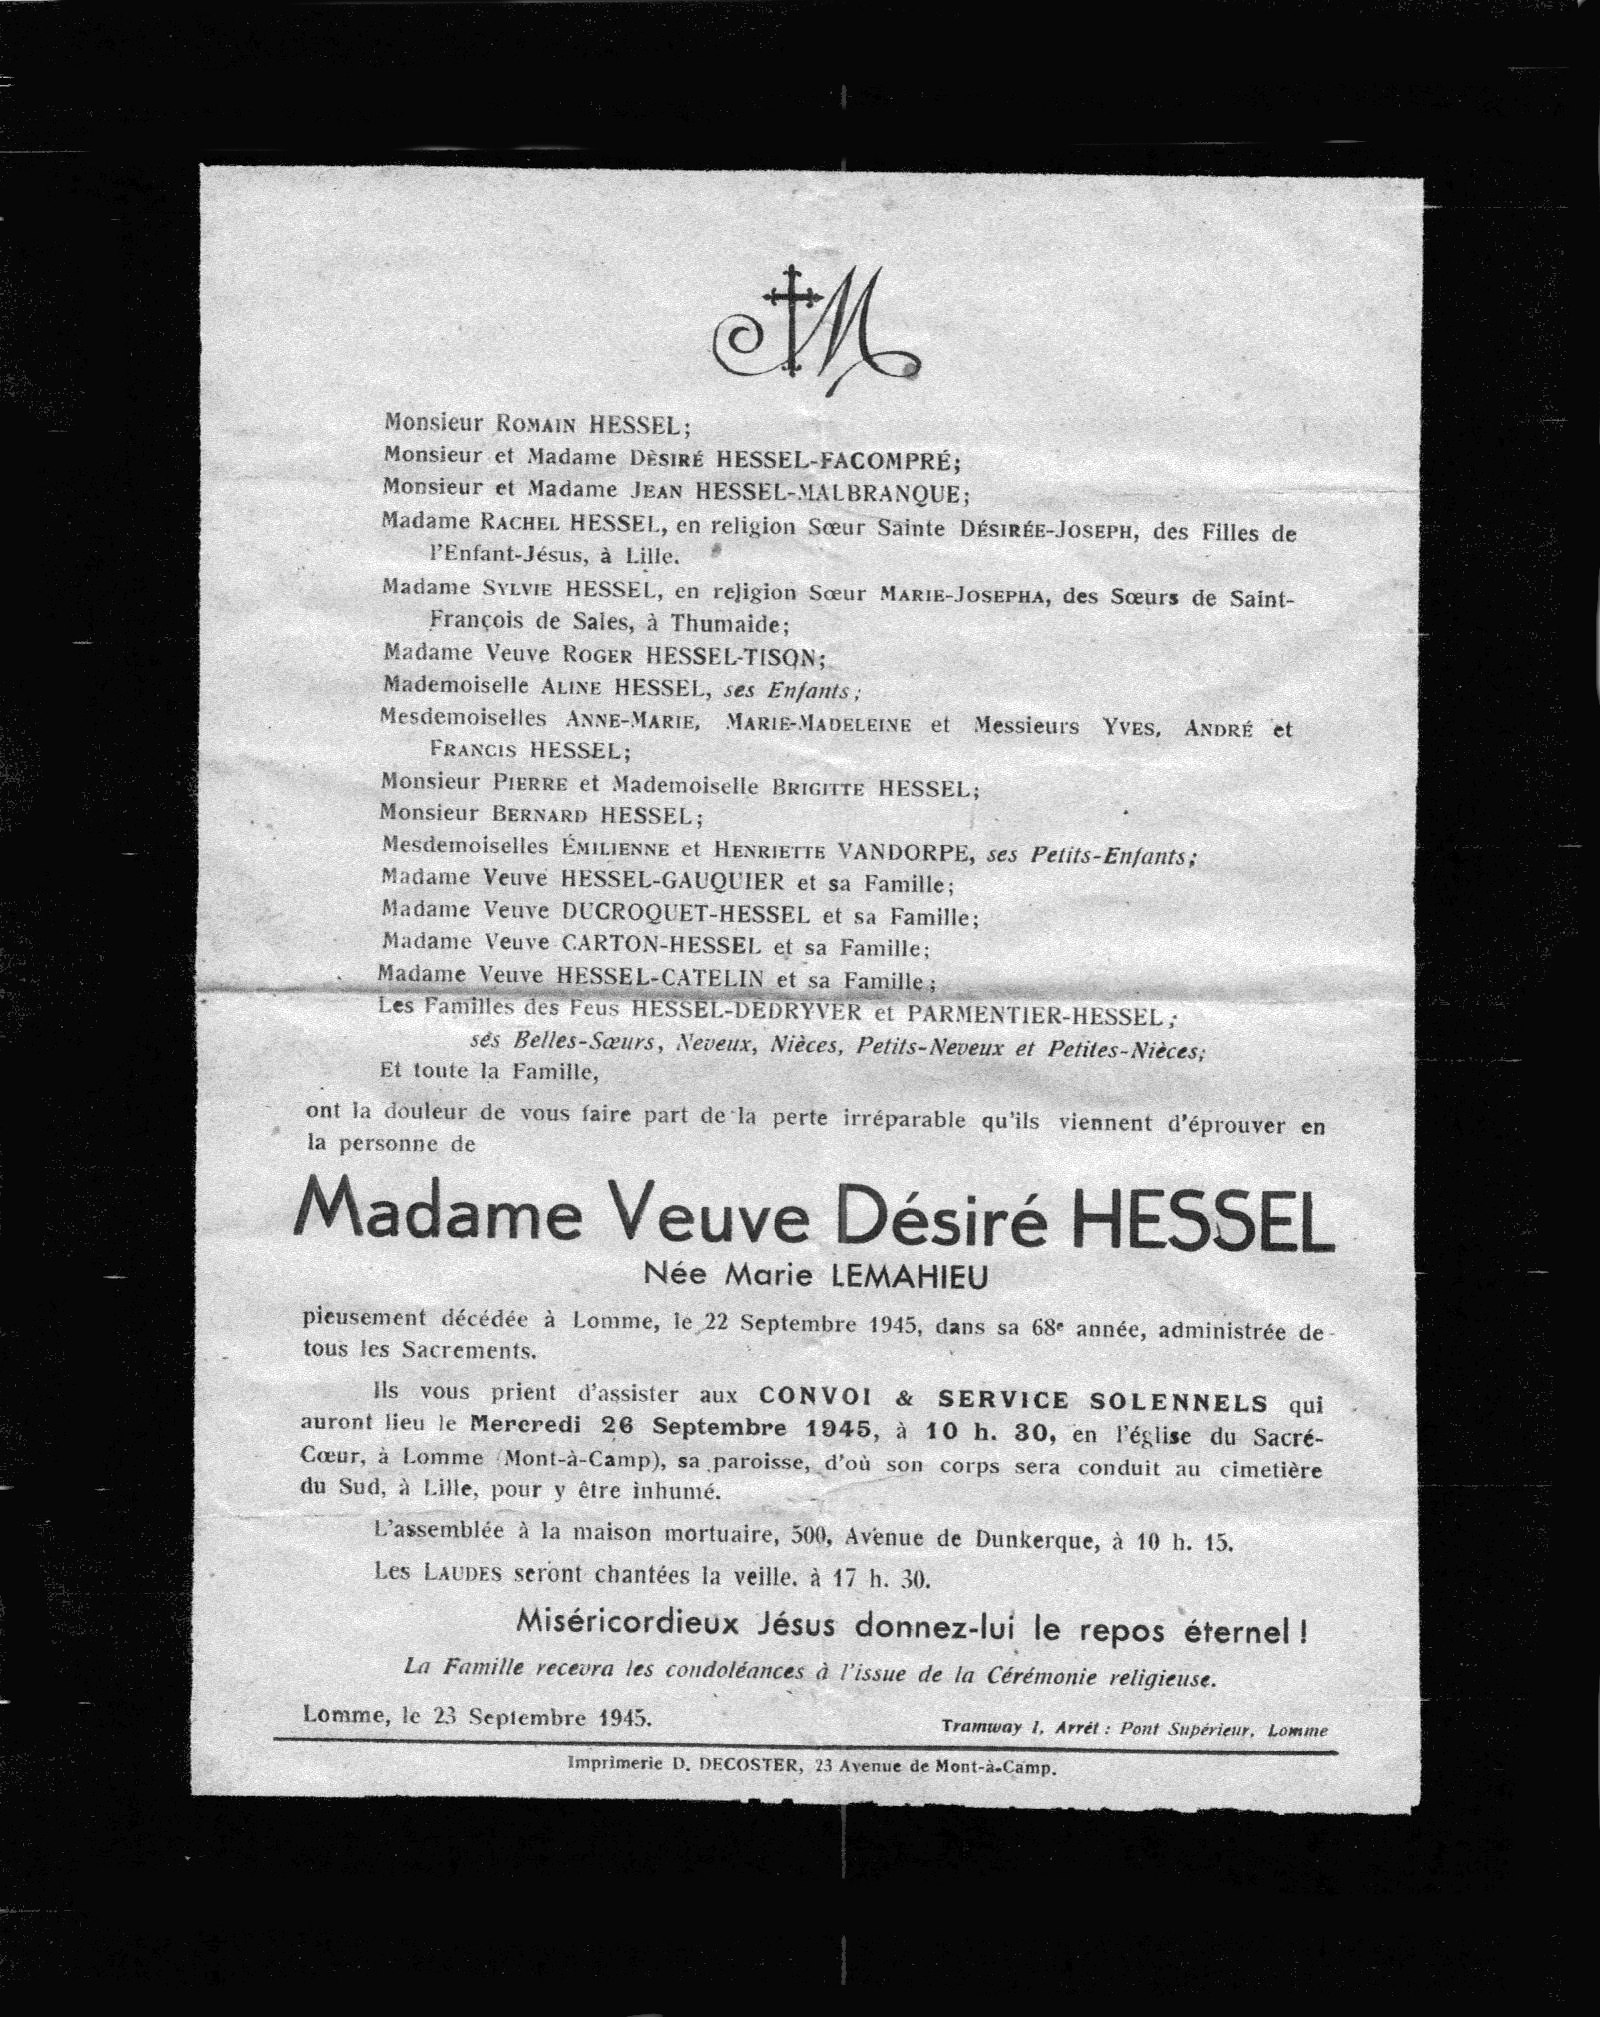 M
Monsieur ROMAIN HESSEL;
Monsieur et Madame DÈSIRÉ HESSEL-FACOMPRÉ;
Monsieur et Madame JEAN HESSEL-MALBRANQUE;
Madame RACHEL HESSEL, en religion Sœur Sainte DÉSIRÉE-JOSEPH, des Filles de
l'Enfant-Jésus, à Lille.
Madame SYLVIE HESSEL, en religion Sœur MARIE-JOSEPHA, des Sœurs de Saint-
François de Sales, à Thumaide;
Madame Veuve ROGER HESSEL-TISON;
Mademoiselle ALINE HESSEL, ses Enfants;
Mesdemoiselles ANNE-MARIE, MARIE-MADELEINE et Messieurs YVES, ANDRÉ et
FRANCIS HESSEL;
Monsieur PIERRE et Mademoiselle BRIGITTE HESSEL;
Monsieur BERNARD HESSEL;
Mesdemoiselles ÉMILIENNE et HENRIETTE VANDORPE, ses Petits-Enfants;
Madame Veuve HESSEL-GAUQUIER et sa Famille;
Madame Veuve DUCROQUET-HESSEL et sa Famille;
Madame Veuve CARTON-HESSEL et sa Famille;
Madame Veuve HESSEL-CATELIN et sa Famille;
Les Familles des Feus HESSEL-DEDRYVER et PARMENTIER-HESSEL;
ses Belles-Sœurs, Neveux, Nièces, Petits-Neveux et Petites-Nièces;
Et toute la Famille,
ont la douleur de vous faire part de la perte irréparable qu'ils viennent d'éprouver en
la personne de
Madame Veuve Désiré HESSEL
Née Marie LEMAHIEU
pieusement décédée à Lomme, le 22 Septembre 1945, dans sa 68e année, administrée de
tous les Sacrements.
Ils vous prient d'assister aux CONVOI & SERVICE SOLENNELS qui
auront lieu le Mercredi 26 Septembre 1945, à 10 h. 30, en l'église du Sacré-
Cœur, à Lomme (Mont-à-Camp), sa paroisse, d'où son corps sera conduit au cimetière
du Sud, à Lille, pour y être inhumé.
L'assemblée à la maison mortuaire, 500, Avenue de Dunkerque, à 10 h. 15.
Les LAUDES seront chantées la veille. à 17 h. 30.
Miséricordieux Jésus donnez-lui le repos éternel !
La Famille recevra les condoléances à l'issue de la Cérémonie religieuse.
Lomme, le 23 Septembre 1945.
Tramway 1, Arrêt : Pont Supérieur, Lomme
Imprimerie D. DECOSTER, 23 Avenue de Mont-à-Camp.